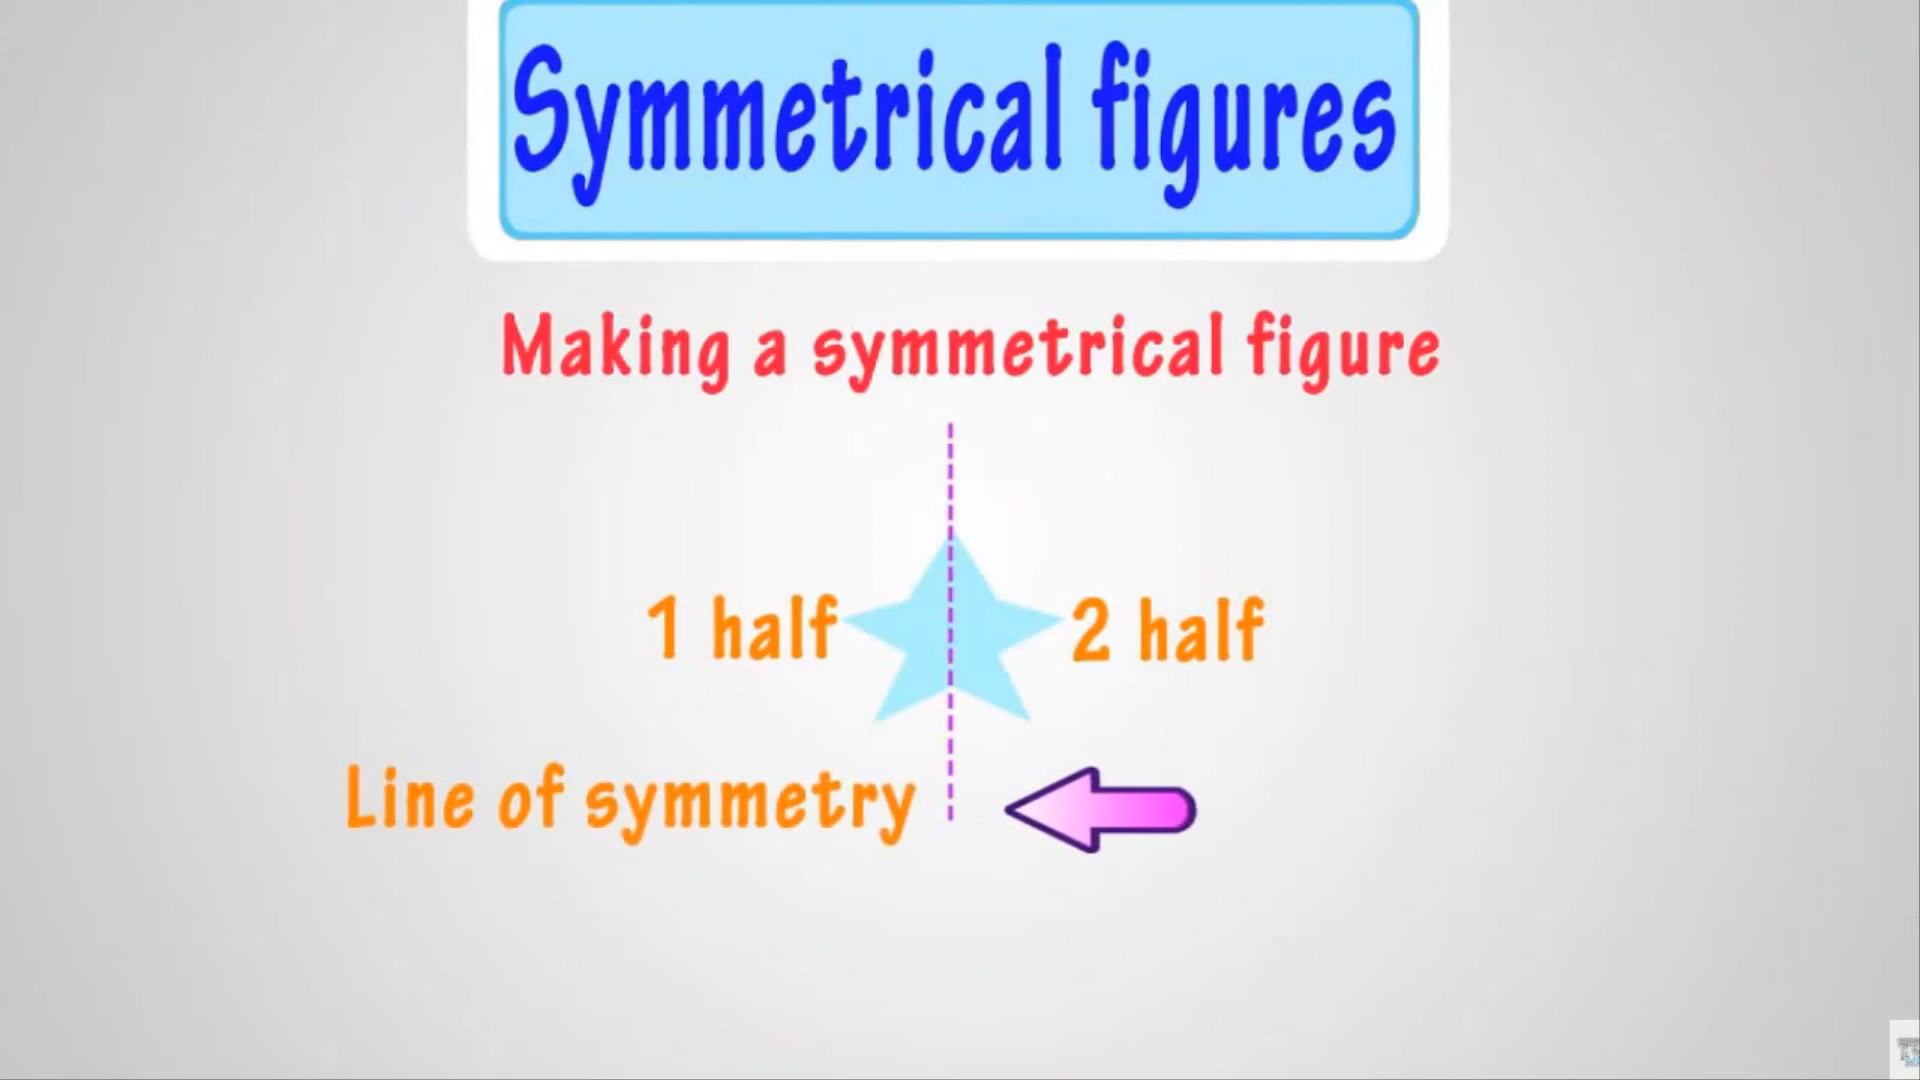 Symmetrical figures
Making a symmetrical figure
1 half 2 half
Line of symmetry